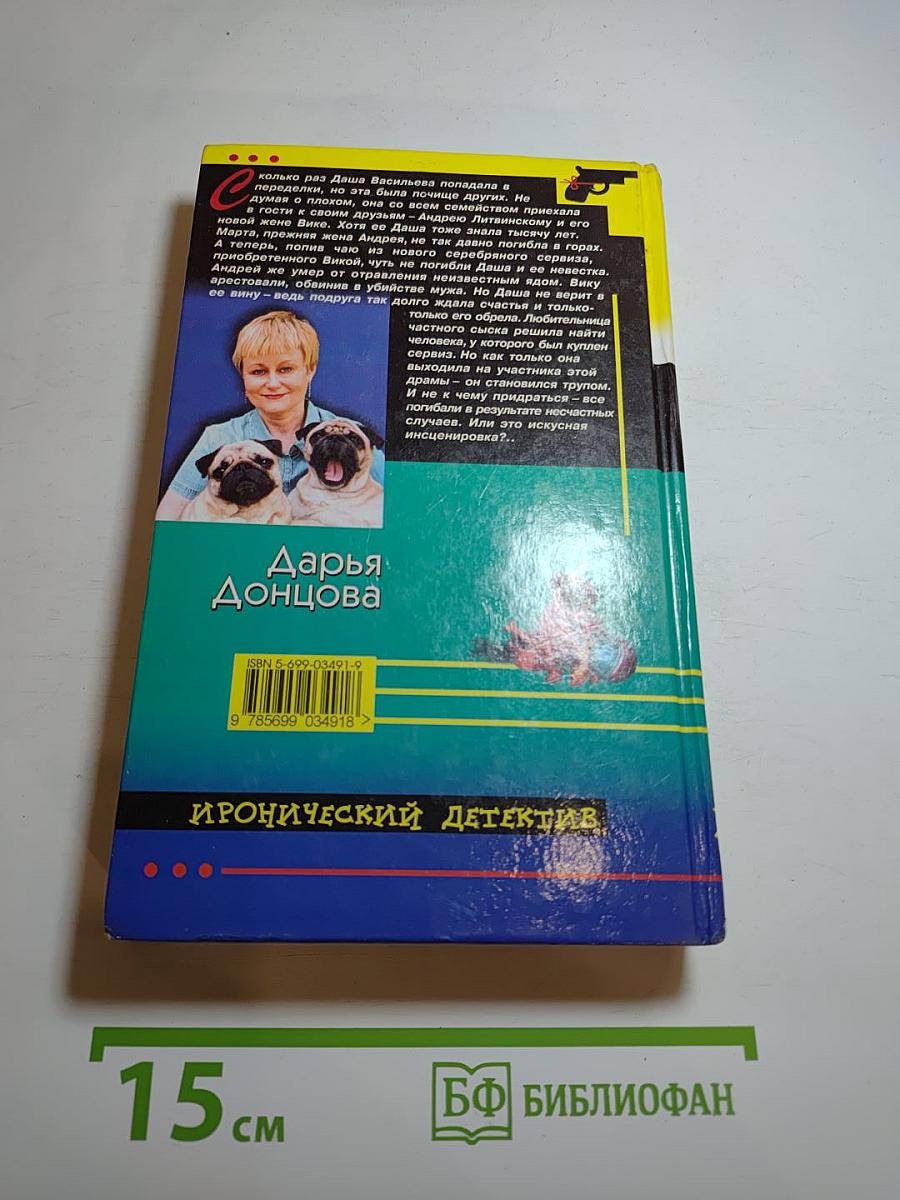 Сколько раз Даша Васильева попадала в
переделки, но эта была почище других. Не
думая о плохом, она со всем семейством приехала
в гости к своим друзьям – Андрею Литвинскому и его
новой жене Вике. Хотя ее Даша тоже знала тысячу лет.
Марта, прежняя жена Андрея, не так давно погибла в горах.
А теперь, попив чаю из нового серебряного сервиза,
приобретенного Викой, чуть не погибли Даша и ее невестка.
Андрей же умер от отравления неизвестным ядом. Вику
арестовали, обвинив в убийстве мужа. Но Даша не верит в
ее вину – ведь подруга так долго ждала счастья и только-
только его обрела. Любительница
частного сыска решила найти
человека, у которого был куплен
сервиз. Но как только она
выходила на участника этой
драмы – он становился трупом.
И не к чему придраться – все
погибали в результате несчастных
случаев. Или это искусная
инсценировка?..
Дарья
Донцова
ISBN 5-699-03491-9
9 785699 034918 >
ИРОНИЧЕСКИЙ ДЕТЕКТИВ
15 см
БФ БИБЛИОФАН